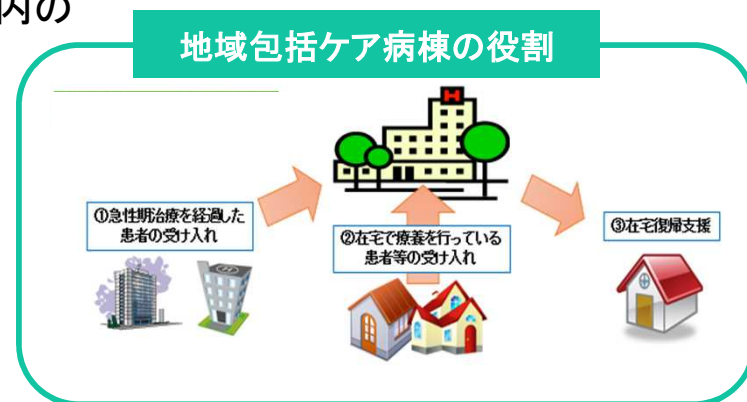 内の
地域包括ケア病棟の役割
H
①急性期治療を経過した
患者の受け入れ
②在宅で療養を行っている
患者等の受け入れ
③在宅復帰支援
H